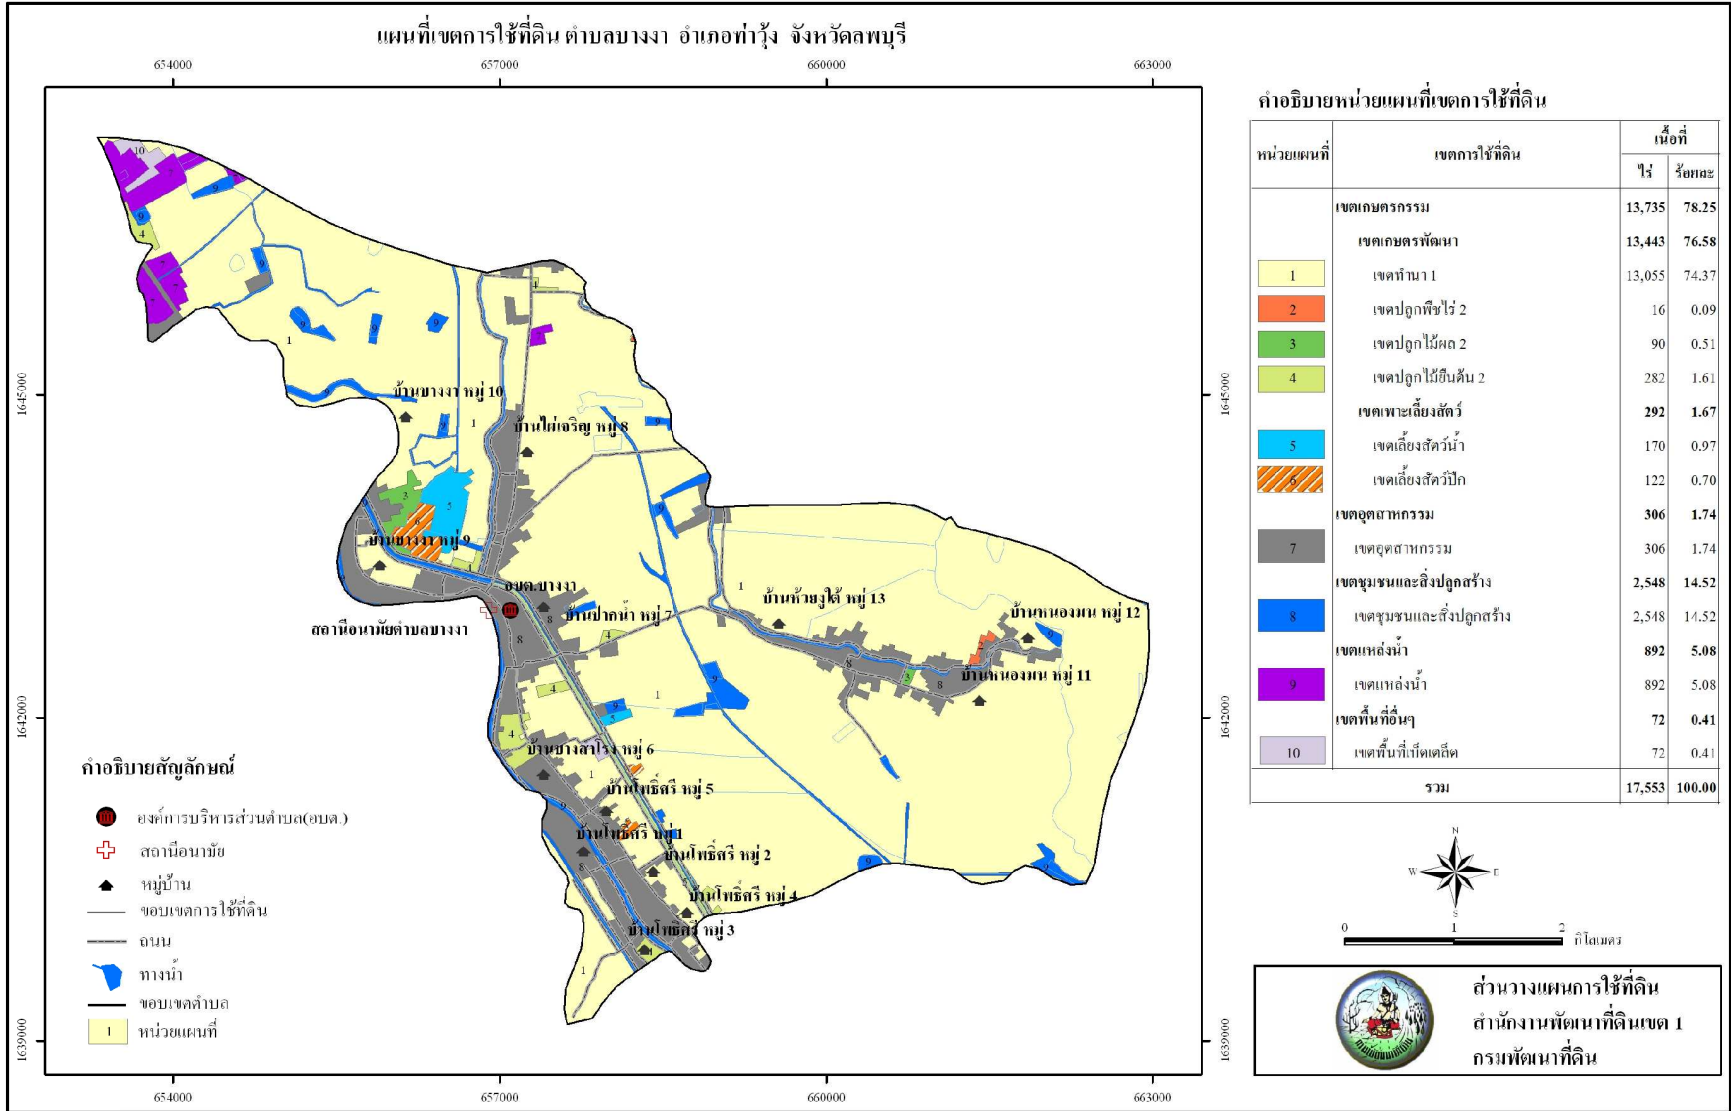 แผนที่เขตการใช้ที่ดิน ตำบลบางงา อำเภอท่าวุ้ง จังหวัดลพบุรี
654000 657000 660000 663000
1645000 1645000
1642000 1642000
1639000 1639000
654000 657000 660000 663000
บ้านบางงา หมู่ 10
บ้านไผ่เจริญ หมู่ 8
บ้านบางงา หมู่ 9
อบต.บางงา
บ้านปากน้ำ หมู่ 7
สถานีอนามัยตำบลบางงา
บ้านห้วยงูใต้ หมู่ 13
บ้านหนองมน หมู่ 12
บ้านหนองมน หมู่ 11
บ้านบางสำโรง หมู่ 6
บ้านโพธิ์ศรี หมู่ 5
บ้านโพธิ์ศรี หมู่ 1
บ้านโพธิ์ศรี หมู่ 2
บ้านโพธิ์ศรี หมู่ 4
บ้านโพธิ์ศรี หมู่ 3
คำอธิบายสัญลักษณ์
องค์การบริหารส่วนตำบล(อบต.)
สถานีอนามัย
หมู่บ้าน
ขอบเขตการใช้ที่ดิน
ถนน
ทางน้ำ
ขอบเขตตำบล
1 หน่วยแผนที่
คำอธิบายหน่วยแผนที่เขตการใช้ที่ดิน
หน่วยแผนที่ เขตการใช้ที่ดิน เนื้อที่
ไร่ ร้อยละ
เขตเกษตรกรรม 13,735 78.25
เขตเกษตรพัฒนา 13,443 76.58
1 เขตทำนา 1 13,055 74.37
2 เขตปลูกพืชไร่ 2 16 0.09
3 เขตปลูกไม้ผล 2 90 0.51
4 เขตปลูกไม้ยืนต้น 2 282 1.61
เขตเพาะเลี้ยงสัตว์ 292 1.67
5 เขตเลี้ยงสัตว์น้ำ 170 0.97
6 เขตเลี้ยงสัตว์ปีก 122 0.70
เขตอุตสาหกรรม 306 1.74
7 เขตอุตสาหกรรม 306 1.74
เขตชุมชนและสิ่งปลูกสร้าง 2,548 14.52
8 เขตชุมชนและสิ่งปลูกสร้าง 2,548 14.52
เขตแหล่งน้ำ 892 5.08
9 เขตแหล่งน้ำ 892 5.08
เขตพื้นที่อื่นๆ 72 0.41
10 เขตพื้นที่เบ็ดเตล็ด 72 0.41
รวม 17,553 100.00
N
W E
S
0 1 2 กิโลเมตร
ส่วนวางแผนการใช้ที่ดิน
สำนักงานพัฒนาที่ดินเขต 1
กรมพัฒนาที่ดิน
กรมพัฒนาที่ดิน